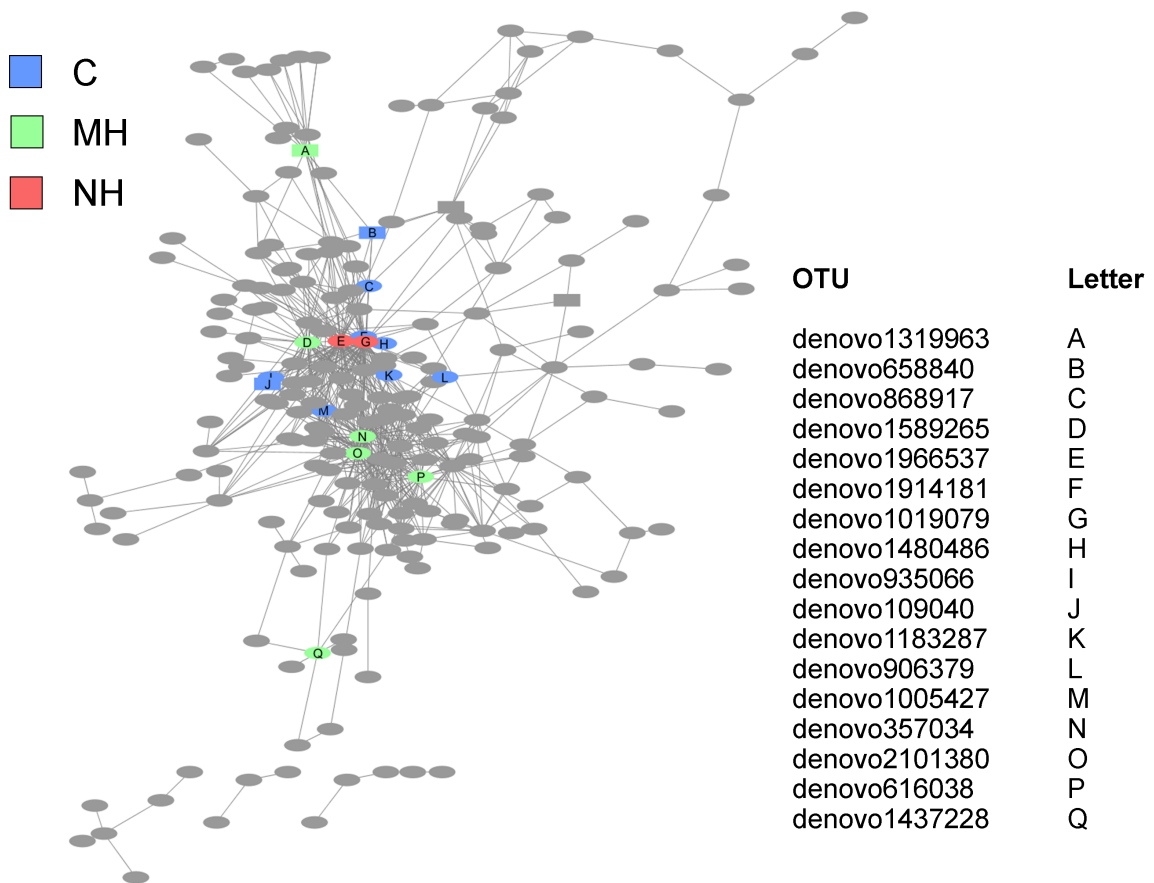 C
MH
NH
A
B
C
D
E
G
H
J
K
L
M
N
O
P
Q
OTU Letter
denovo1319963 A
denovo658840 B
denovo868917 C
denovo1589265 D
denovo1966537 E
denovo1914181 F
denovo1019079 G
denovo1480486 H
denovo935066 I
denovo109040 J
denovo1183287 K
denovo906379 L
denovo1005427 M
denovo357034 N
denovo2101380 O
denovo616038 P
denovo1437228 Q